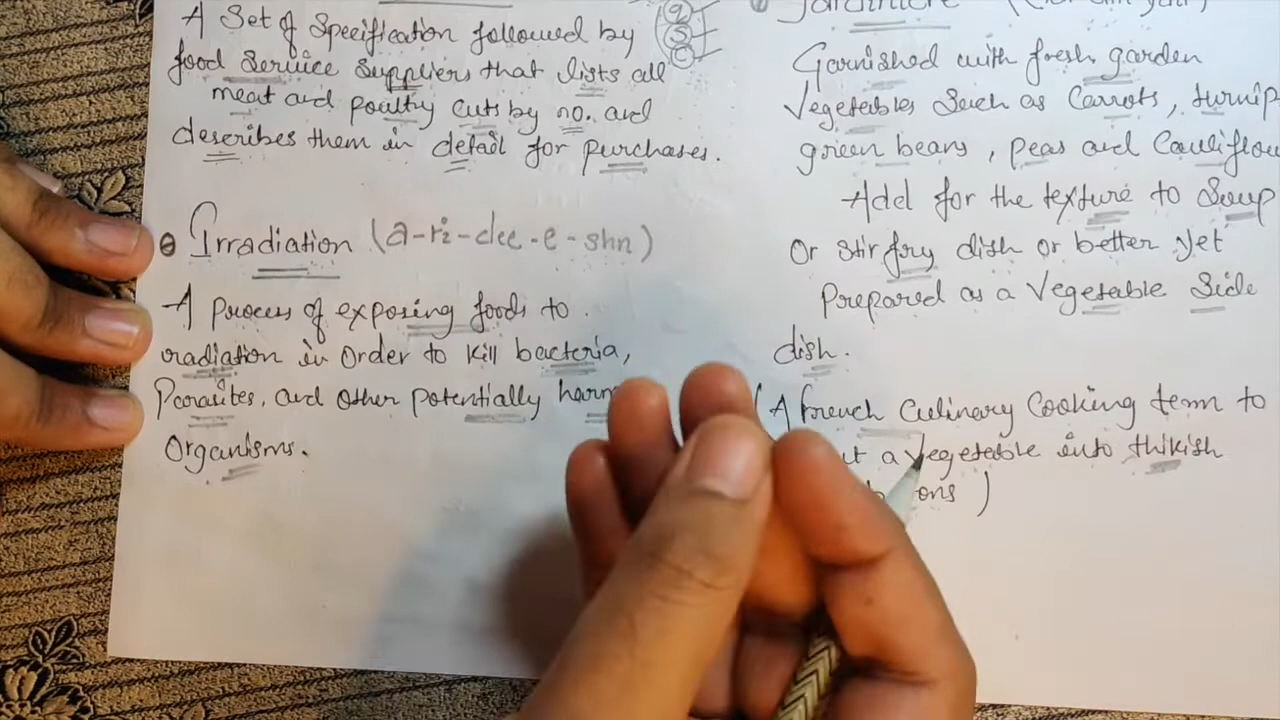 A Set of Specification followed by
food Service Suppliers that lists all
meat and poultry cuts by no. and
describes them in detail for purchases.
Irradiation (a-ri-dee-e-shn)
A Process of exposing foods to
radiation in order to kill bacteria,
Parasites, and other potentially
Organisms.
Garnished with fresh garden
Vegetables Such as Carrots, turnip
green beans, peas and
Add for the texture to Soup
Or stir fry dish or better yet
Prepared as a Vegetable Side
dish.
(A french Culinary Cooking term to
a Vegetable into thikish
)